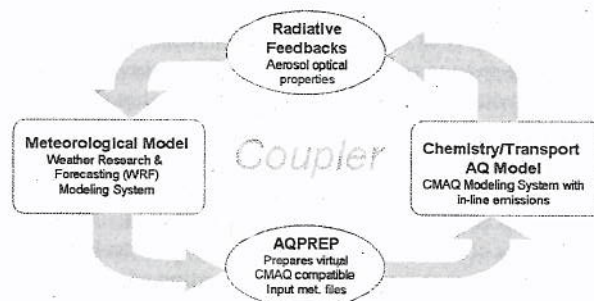 Radiative
Feedbacks
Aerosol optical
properties
Meteorological Model
Weather Research &
Forecasting (WRF)
Modeling System
Coupler
Chemistry/Transport
AQ Model
CMAQ Modeling System with
in-line emissions
AQPREP
Prepares virtual
CMAQ compatible
Input met. files